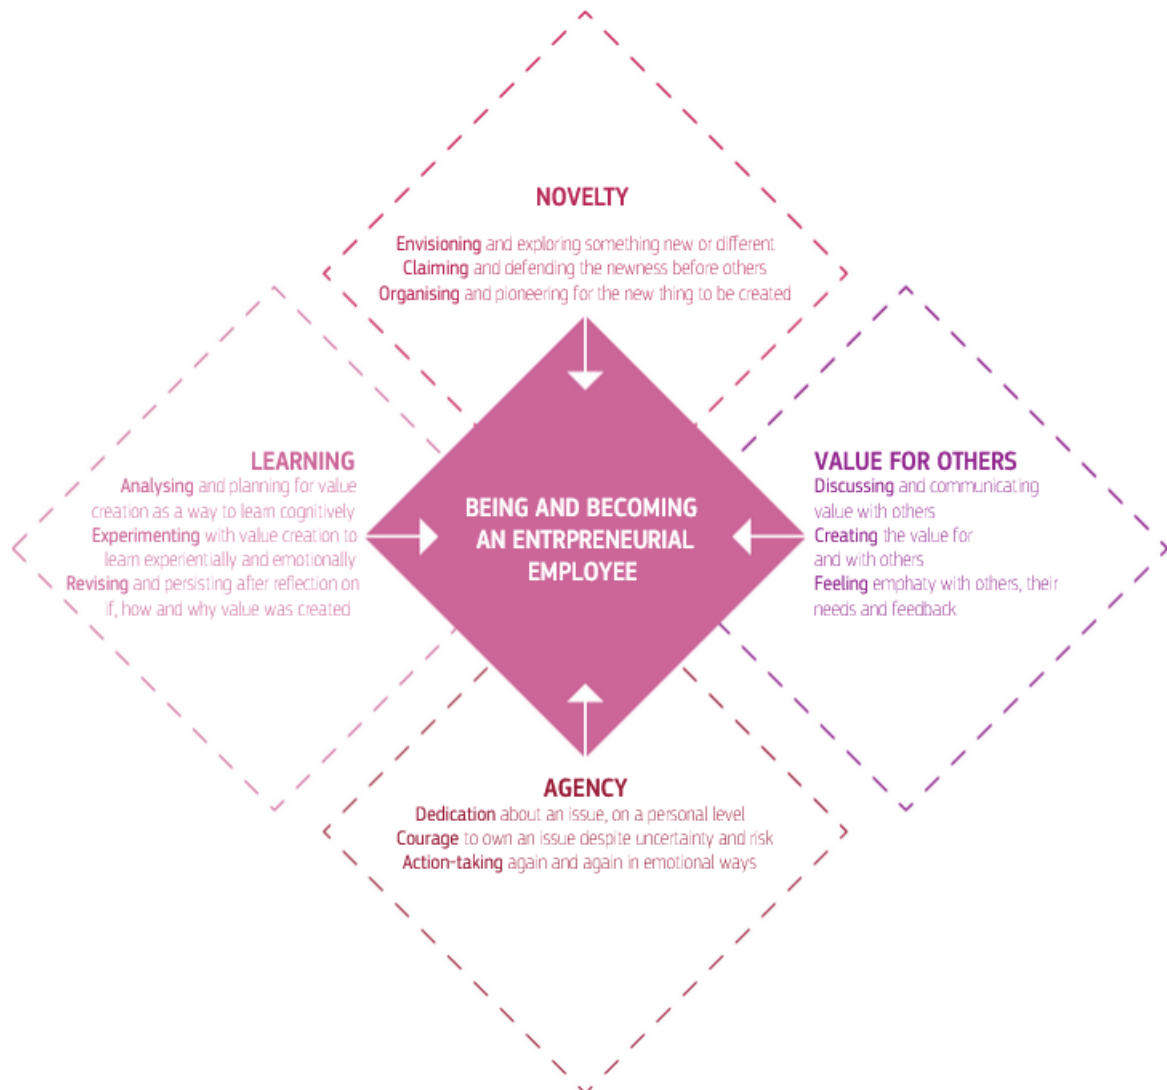 NOVELTY
Envisioning and exploring something new or different
Claiming and defending the newness before others
Organising and pioneering for the new thing to be created
LEARNING
Analysing and planning for value
creation as a way to learn cognitively
Experimenting with value creation to
learn experientially and emotionally
Revising and persisting after reflection on
if, how and why value was created
BEING AND BECOMING
AN ENTRPRENEURIAL
EMPLOYEE
VALUE FOR OTHERS
Discussing and communicating
value with others
Creating the value for
and with others
Feeling emphaty with others, their
needs and feedback
AGENCY
Dedication about an issue, on a personal level
Courage to own an issue despite uncertainty and risk
Action-taking again and again in emotional ways